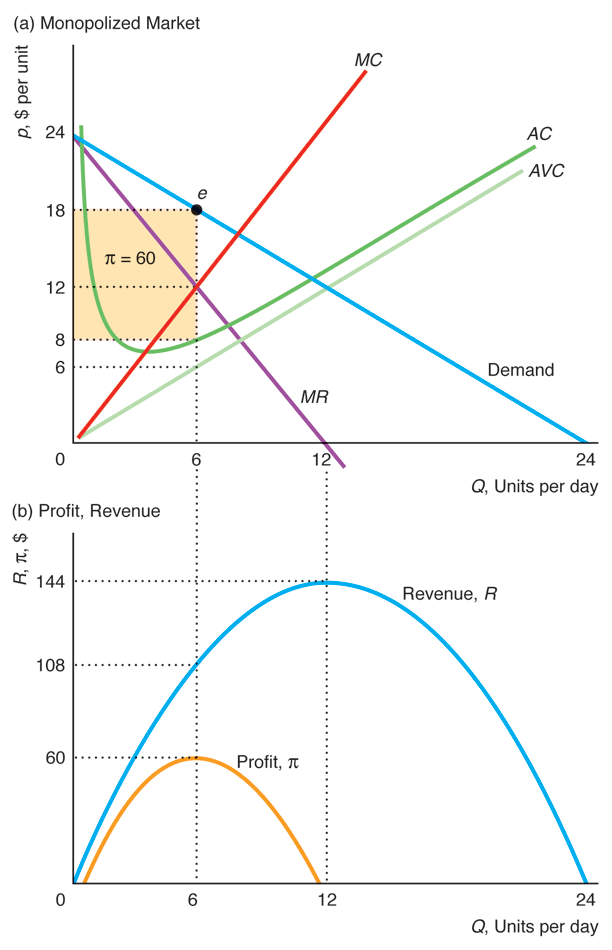 (a) Monopolized Market
p, $ per unit
MC
24
AC
AVC
e
18
π = 60
12
8
6
Demand
MR
0
6
12
24
Q, Units per day
(b) Profit, Revenue
R, π, $
144
Revenue, R
108
60
Profit, π
0
6
12
24
Q, Units per day